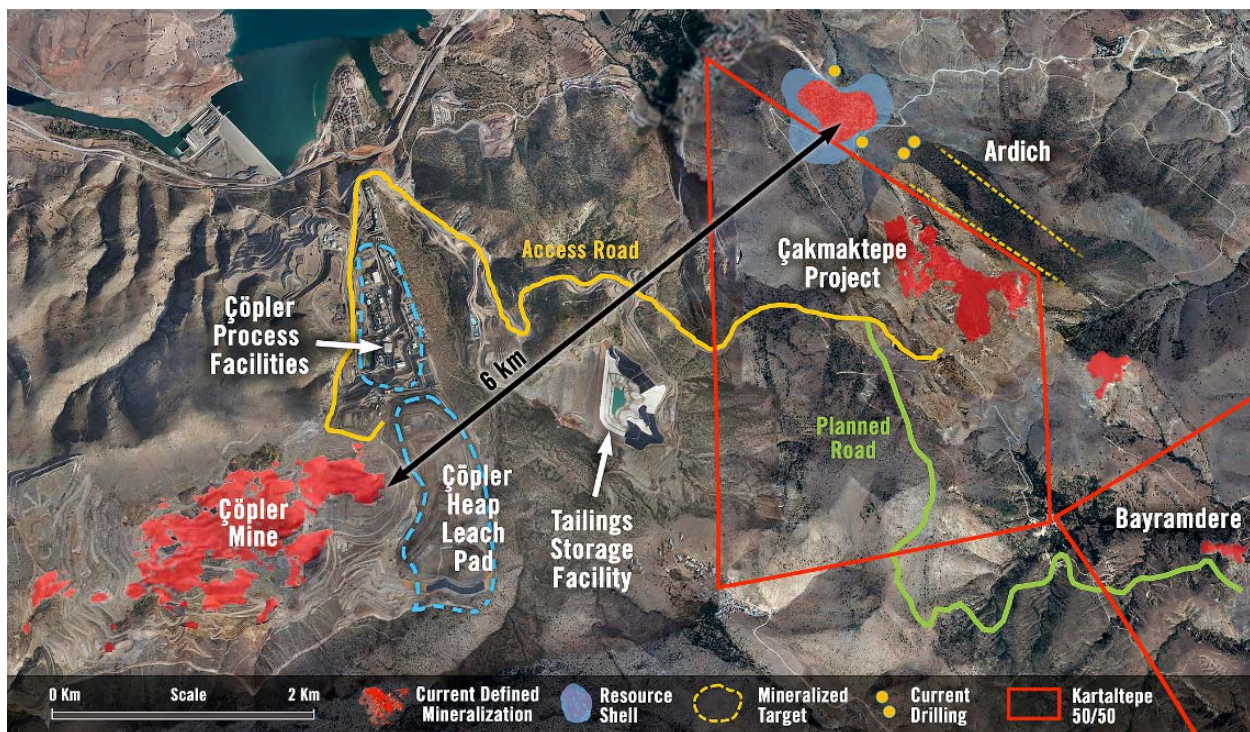 Ardich
Access Road
Çakmaktepe
Project
Çöpler
Process
Facilities
6 km
Planned
Road
Çöpler
Mine
Çöpler
Heap
Leach
Pad
Tailings
Storage
Facility
Bayramdere
0 Km Scale 2 Km
Current Defined
Mineralization
Resource
Shell
Mineralized
Target
Current
Drilling
Kartaltepe
50/50